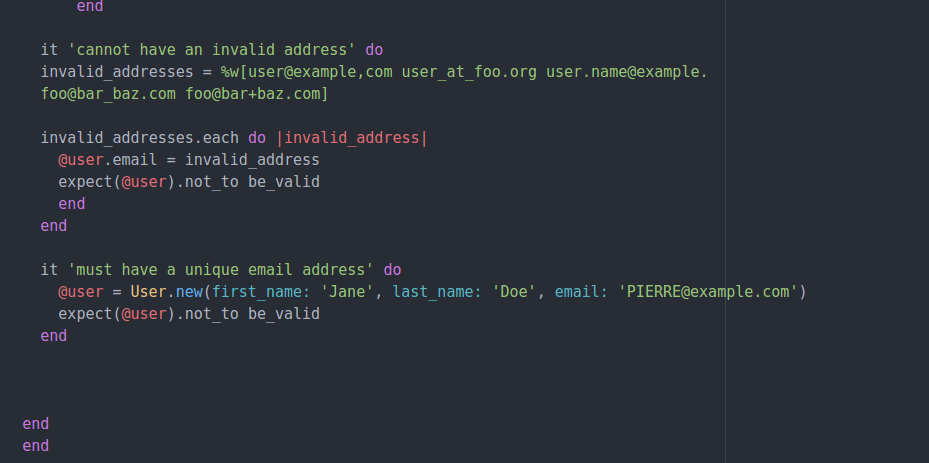 end
it 'cannot have an invalid address' do
invalid_addresses = %w[user@example,com user_at_foo.org user.name@example.
foo@bar_baz.com foo@bar+baz.com]
invalid_addresses.each do |invalid_address|
@user.email = invalid_address
expect(@user).not_to be_valid
end
end
it 'must have a unique email address' do
@user = User.new(first_name: 'Jane', last_name: 'Doe', email: 'PIERRE@example.com')
expect(@user).not_to be_valid
end
end
end